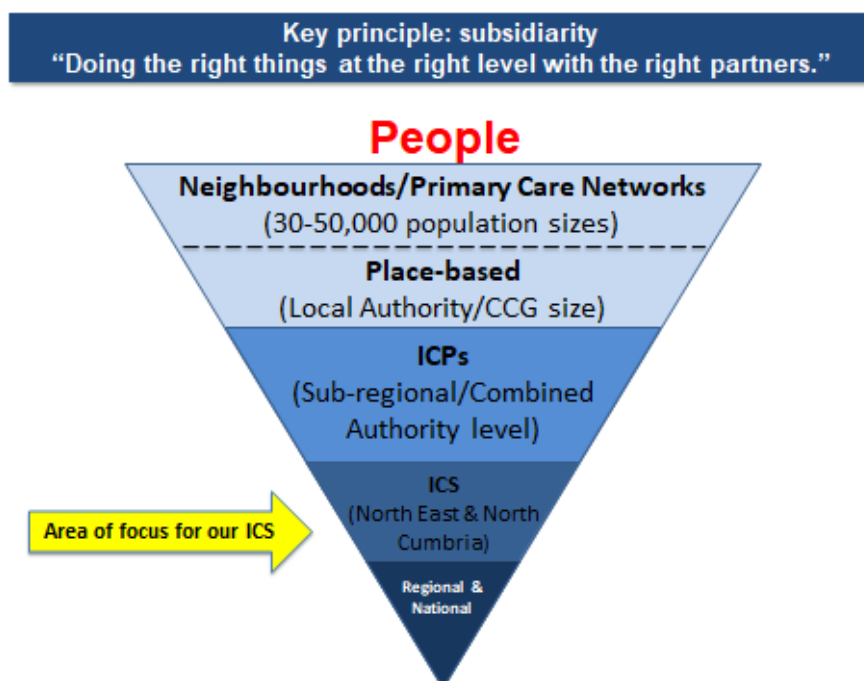 Key principle: subsidiarity
“Doing the right things at the right level with the right partners.”
People
Neighbourhoods/Primary Care Networks
(30-50,000 population sizes)
Place-based
(Local Authority/CCG size)
ICPs
(Sub-regional/Combined
Authority level)
ICS
(North East & North
Cumbria)
Area of focus for our ICS
Regional &
National